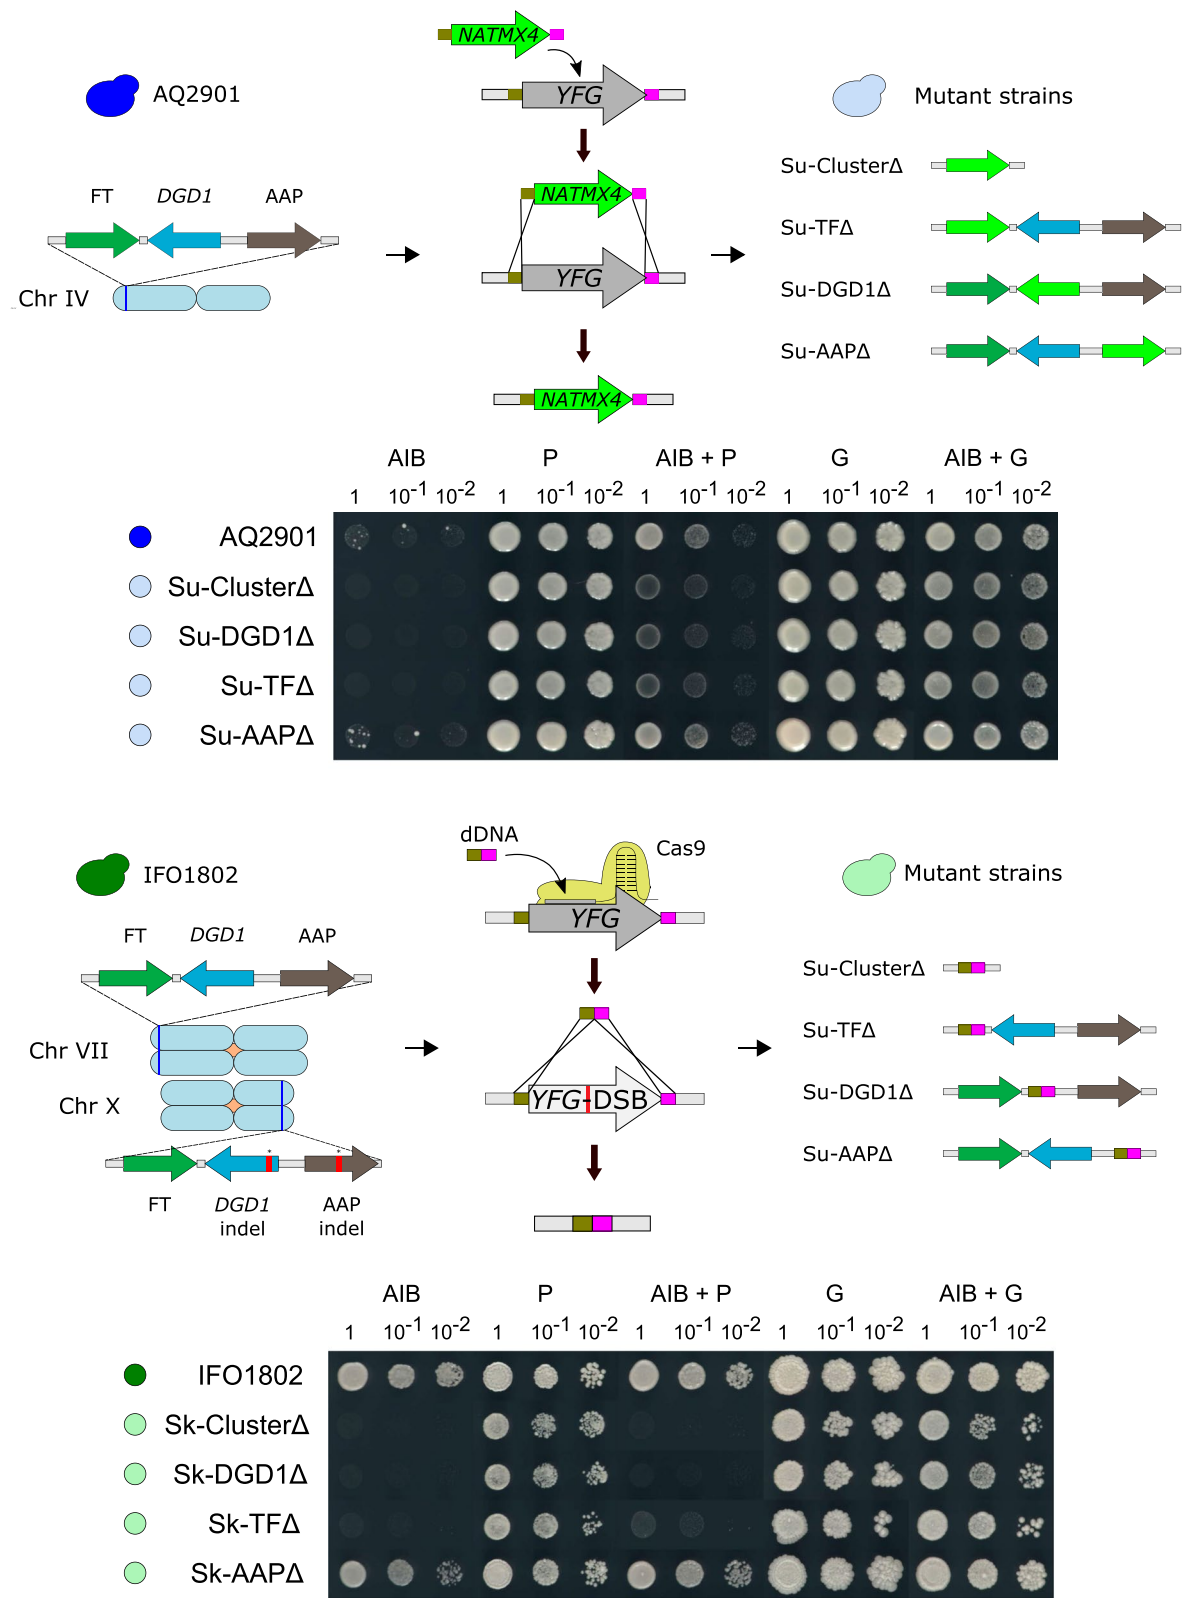 NATMX4
AQ2901
YFG
Mutant strains
Su-ClusterΔ
FT DGD1 AAP
NATMX4
Su-TFΔ
YFG
Su-DGD1Δ
_Chr IV
Su-AAPΔ
NATMX4
AIB P AIB + P G AIB + G
1 10-1 10-2 1 10-1 10-2 1 10-1 10-2 1 10-1 10-2 1 10-1 10-2
AQ2901
Su-ClusterΔ
Su-DGD1Δ
Su-TFΔ
Su-AAPΔ
dDNA
Cas9
IFO1802
Mutant strains
YFG
FT DGD1 AAP
Su-ClusterΔ
Su-TFΔ
Chr VII
Su-DGD1Δ
Chr X
YFG-DSB
Su-AAPΔ
* *
FT DGD1 AAP
indel indel
AIB P AIB + P G AIB + G
1 10-1 10-2 1 10-1 10-2 1 10-1 10-2 1 10-1 10-2 1 10-1 10-2
IFO1802
Sk-ClusterΔ
Sk-DGD1Δ
Sk-TFΔ
Sk-AAPΔ